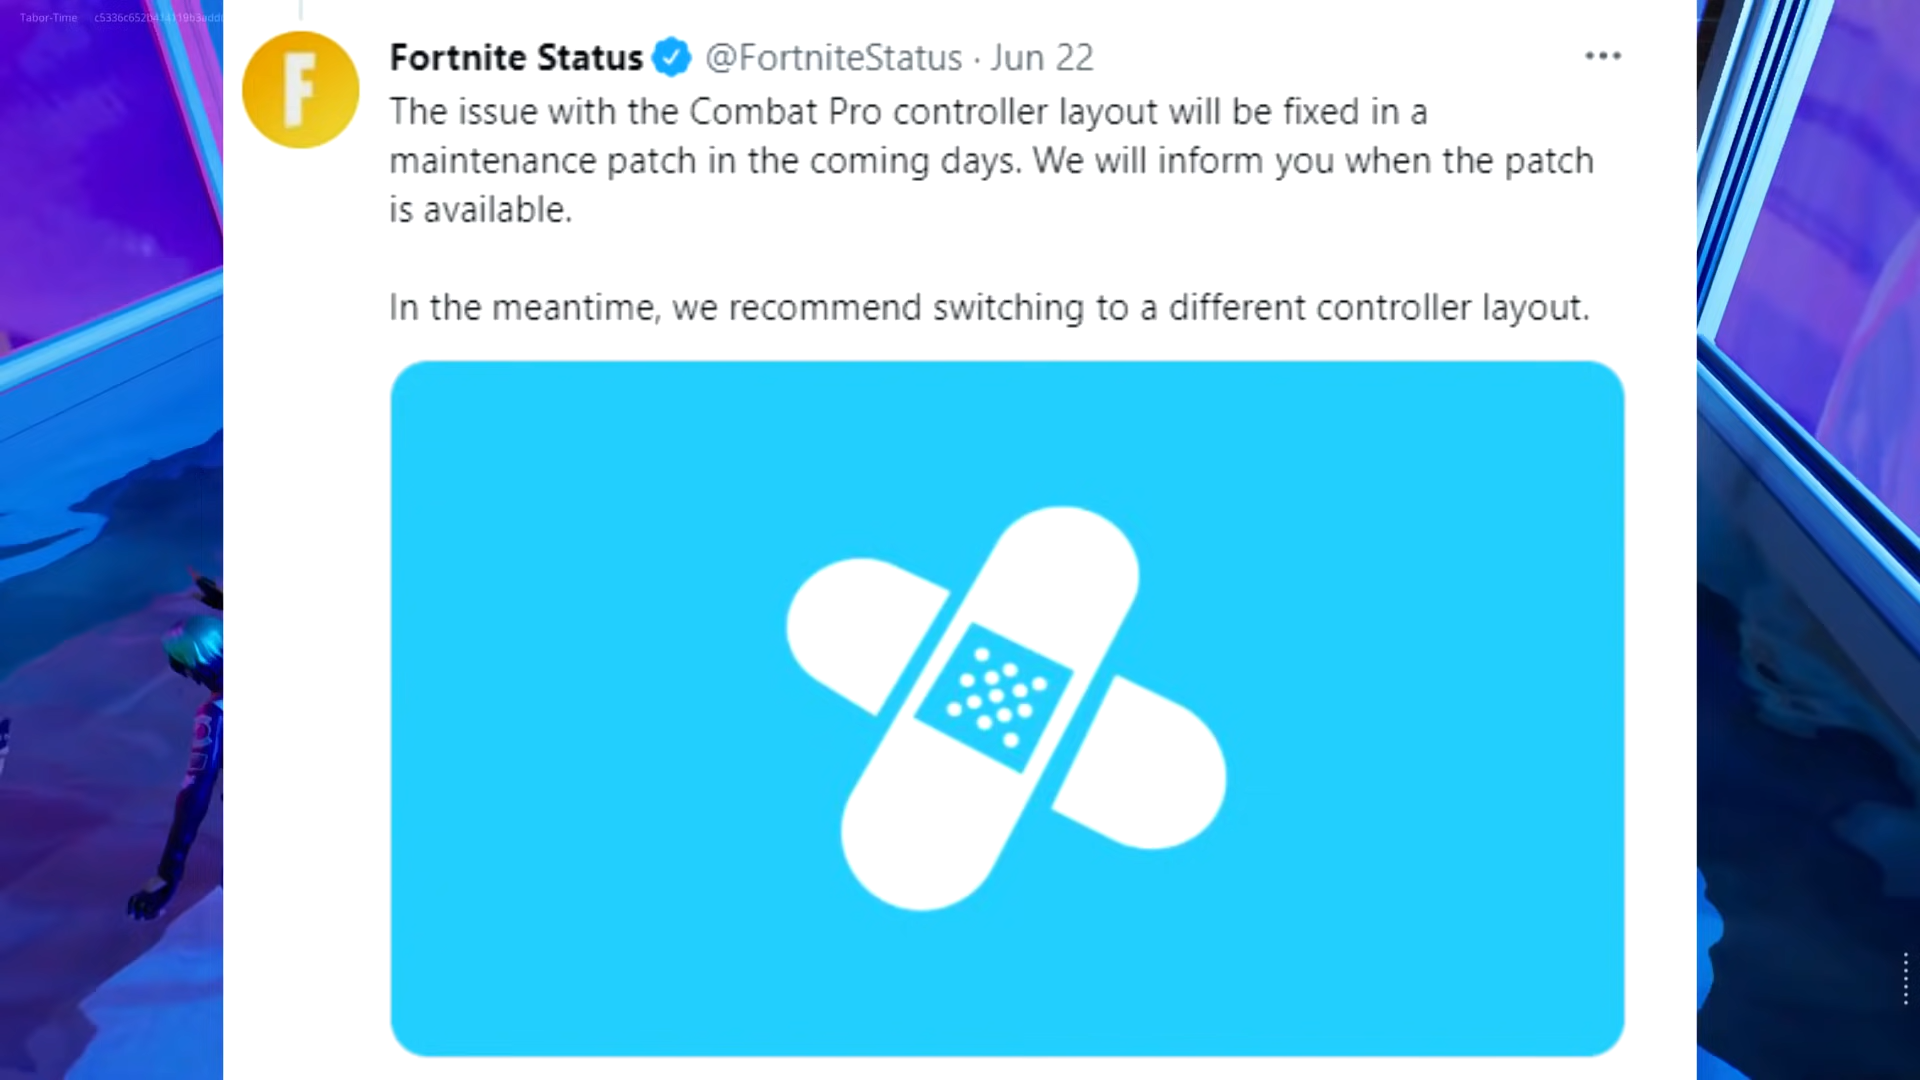 Tabor-Time
Fortnite Status @FortniteStatus · Jun 22
F
The issue with the Combat Pro controller layout will be fixed in a
maintenance patch in the coming days. We will inform you when the patch
is available.
In the meantime, we recommend switching to a different controller layout.